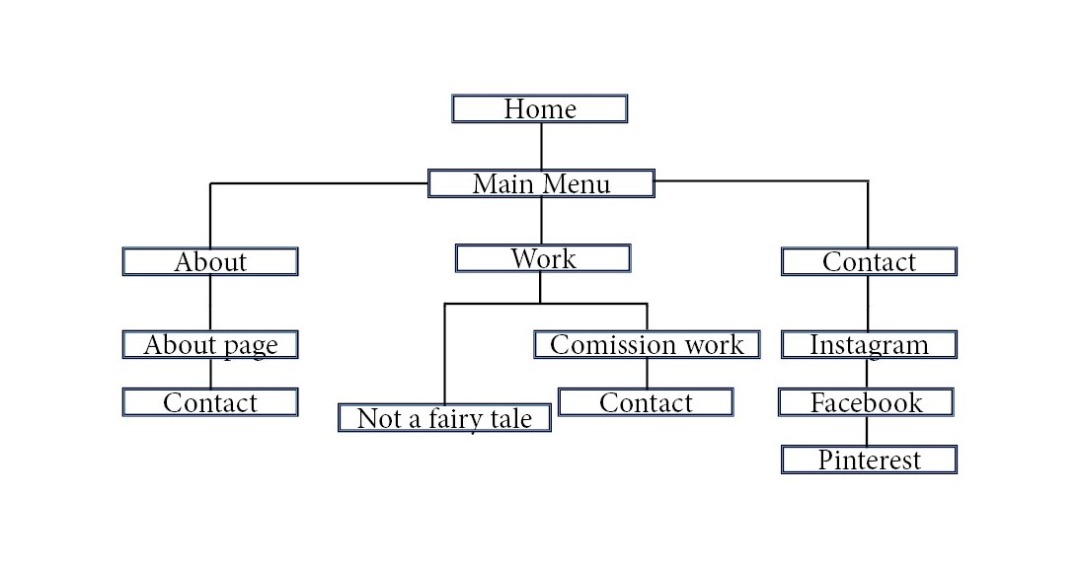 Home
Main Menu
About
Work
Contact
About page
Comission work
Instagram
Contact
Not a fairy tale
Contact
Facebook
Pinterest